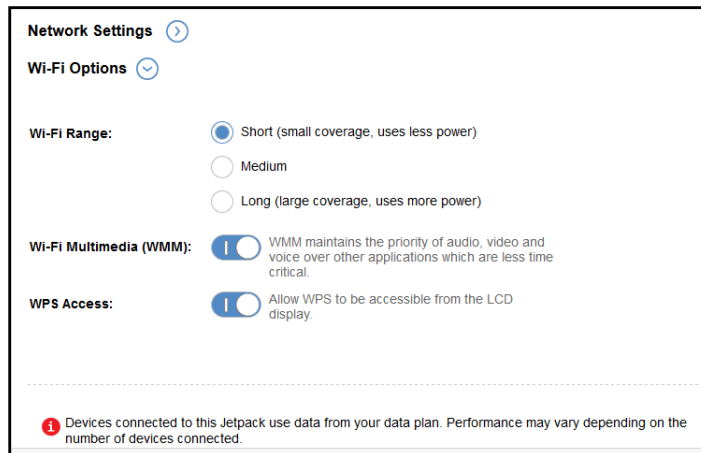 Network Settings
Wi-Fi Options
Wi-Fi Range:
Short (small coverage, uses less power)
Medium
Long (large coverage, uses more power)
Wi-Fi Multimedia (WMM):
WMM maintains the priority of audio, video and
voice over other applications which are less time
critical.
WPS Access:
Allow WPS to be accessible from the LCD
display.
Devices connected to this Jetpack use data from your data plan. Performance may vary depending on the
number of devices connected.